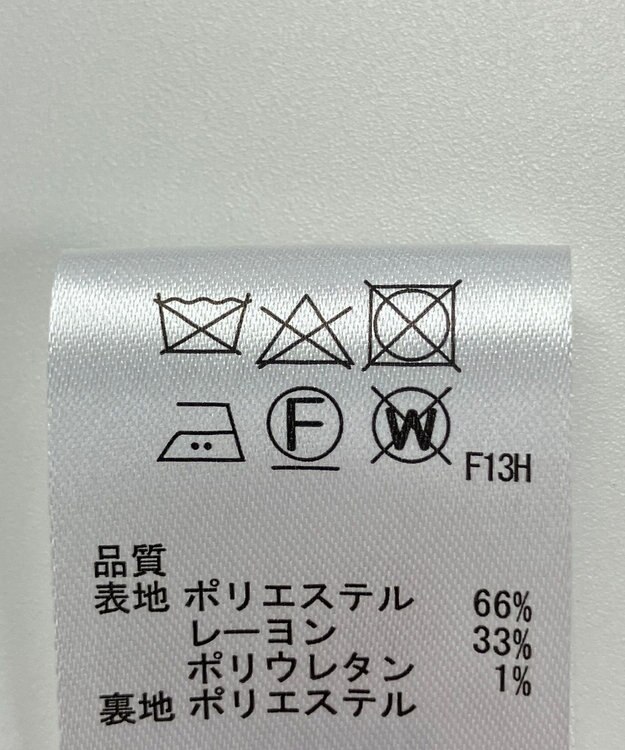 F W F13H
品質
表地 ポリエステル 66%
レーヨン 33%
ポリウレタン 1%
裏地 ポリエステル